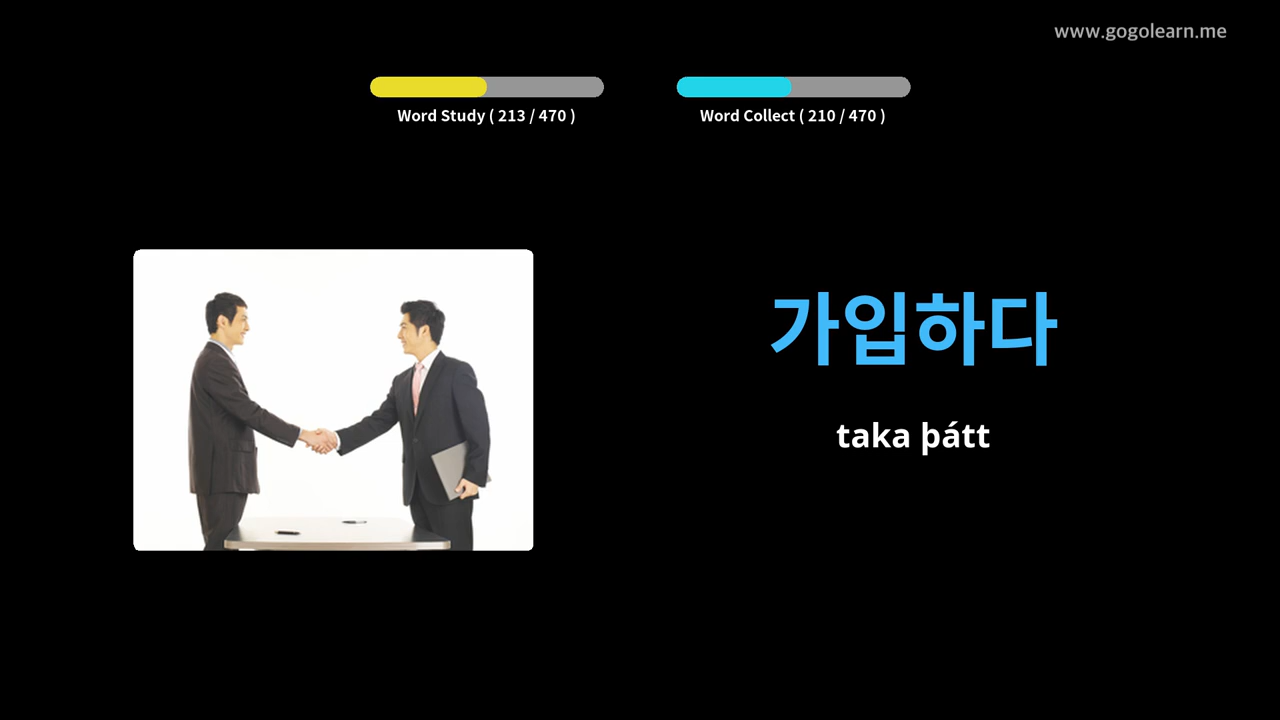 www.gogolearn.me
Word Study ( 213 / 470 )
Word Collect ( 210 / 470 )
가입하다
taka þátt